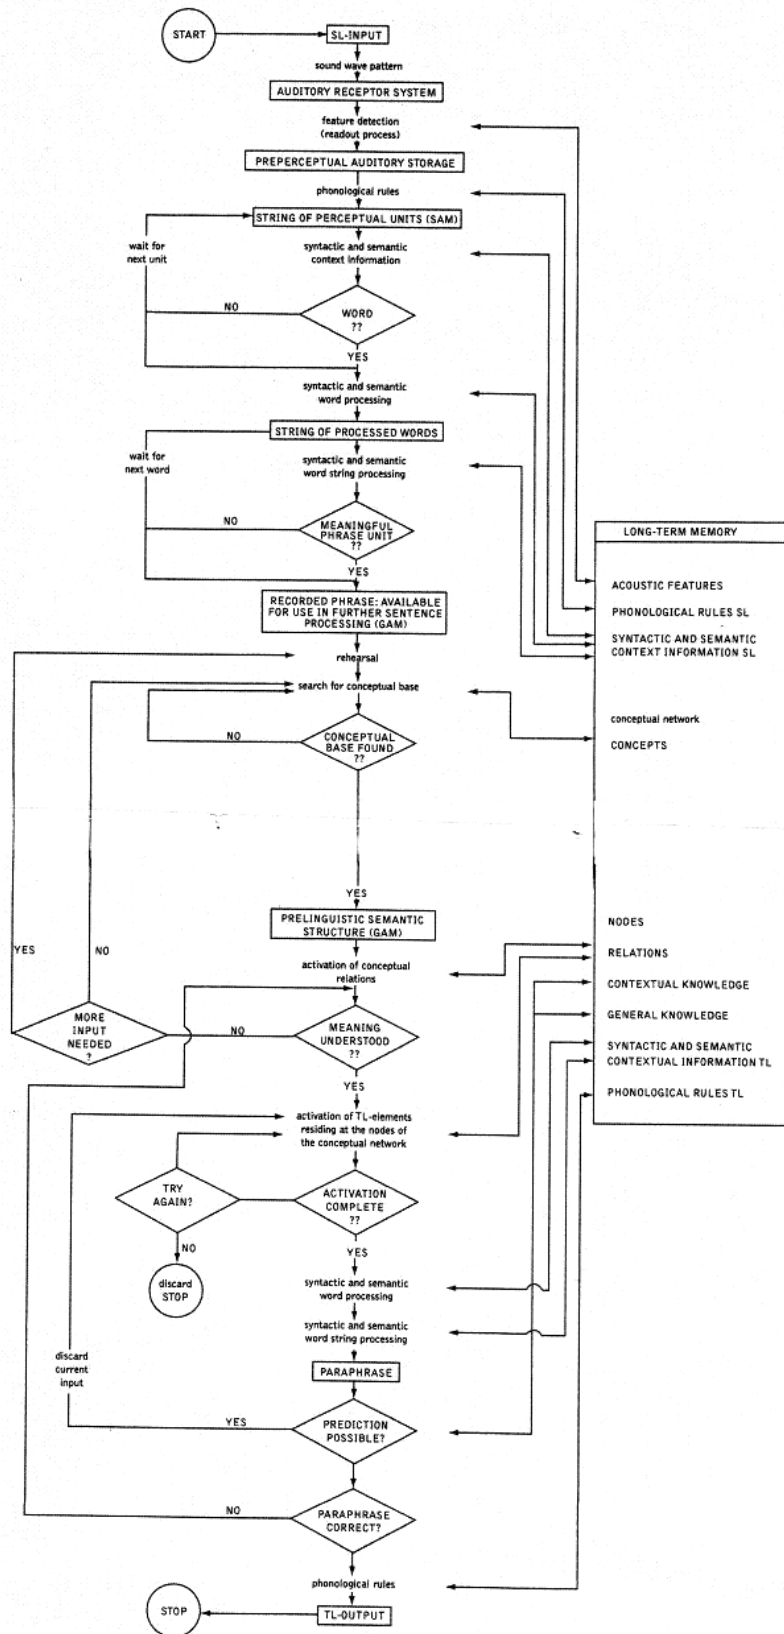 START
SL-INPUT
sound wave pattern
AUDITORY RECEPTOR SYSTEM
feature detection
(readout process)
PREPERCEPTUAL AUDITORY STORAGE
phonological rules
STRING OF PERCEPTUAL UNITS (SAM)
wait for
next unit
syntactic and semantic
context information
NO
WORD
??
YES
syntactic and semantic
word processing
STRING OF PROCESSED WORDS
wait for
next word
syntactic and semantic
word string processing
NO
MEANINGFUL
PHRASE UNIT
??
YES
RECORDED PHRASE: AVAILABLE
FOR USE IN FURTHER SENTENCE
PROCESSING (GAM)
rehearsal
search for conceptual base
NO
CONCEPTUAL
BASE FOUND
??
YES
PRELINGUISTIC SEMANTIC
STRUCTURE (GAM)
YES
NO
activation of conceptual
relations
MORE
INPUT
NEEDED
?
NO
MEANING
UNDERSTOOD
??
YES
activation of TL-elements
residing at the nodes of
the conceptual network
TRY
AGAIN?
ACTIVATION
COMPLETE
??
NO
YES
discard
STOP
syntactic and semantic
word processing
syntactic and semantic
word string processing
discard
current
input
PARAPHRASE
YES
PREDICTION
POSSIBLE?
NO
PARAPHRASE
CORRECT?
phonological rules
STOP
TL-OUTPUT
LONG-TERM MEMORY
ACOUSTIC FEATURES
PHONOLOGICAL RULES SL
SYNTACTIC AND SEMANTIC
CONTEXT INFORMATION SL
conceptual network
CONCEPTS
NODES
RELATIONS
CONTEXTUAL KNOWLEDGE
GENERAL KNOWLEDGE
SYNTACTIC AND SEMANTIC
CONTEXTUAL INFORMATION TL
PHONOLOGICAL RULES TL